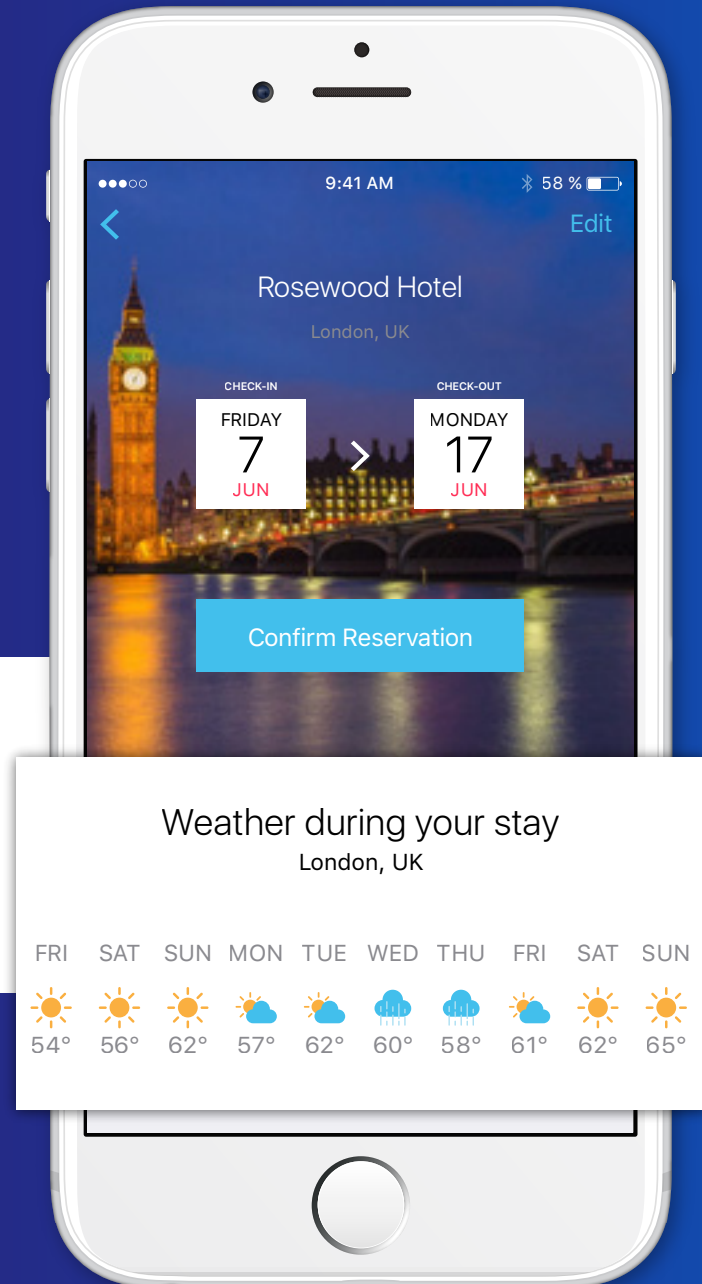 9:41 AM
58 %
Edit
Rosewood Hotel
London, UK
CHECK-IN
CHECK-OUT
FRIDAY
7
JUN
MONDAY
17
JUN
Confirm Reservation
Weather during your stay
London, UK
FRI SAT SUN MON TUE WED THU FRI SAT SUN
54° 56° 62° 57° 62° 60° 58° 61° 62° 65°